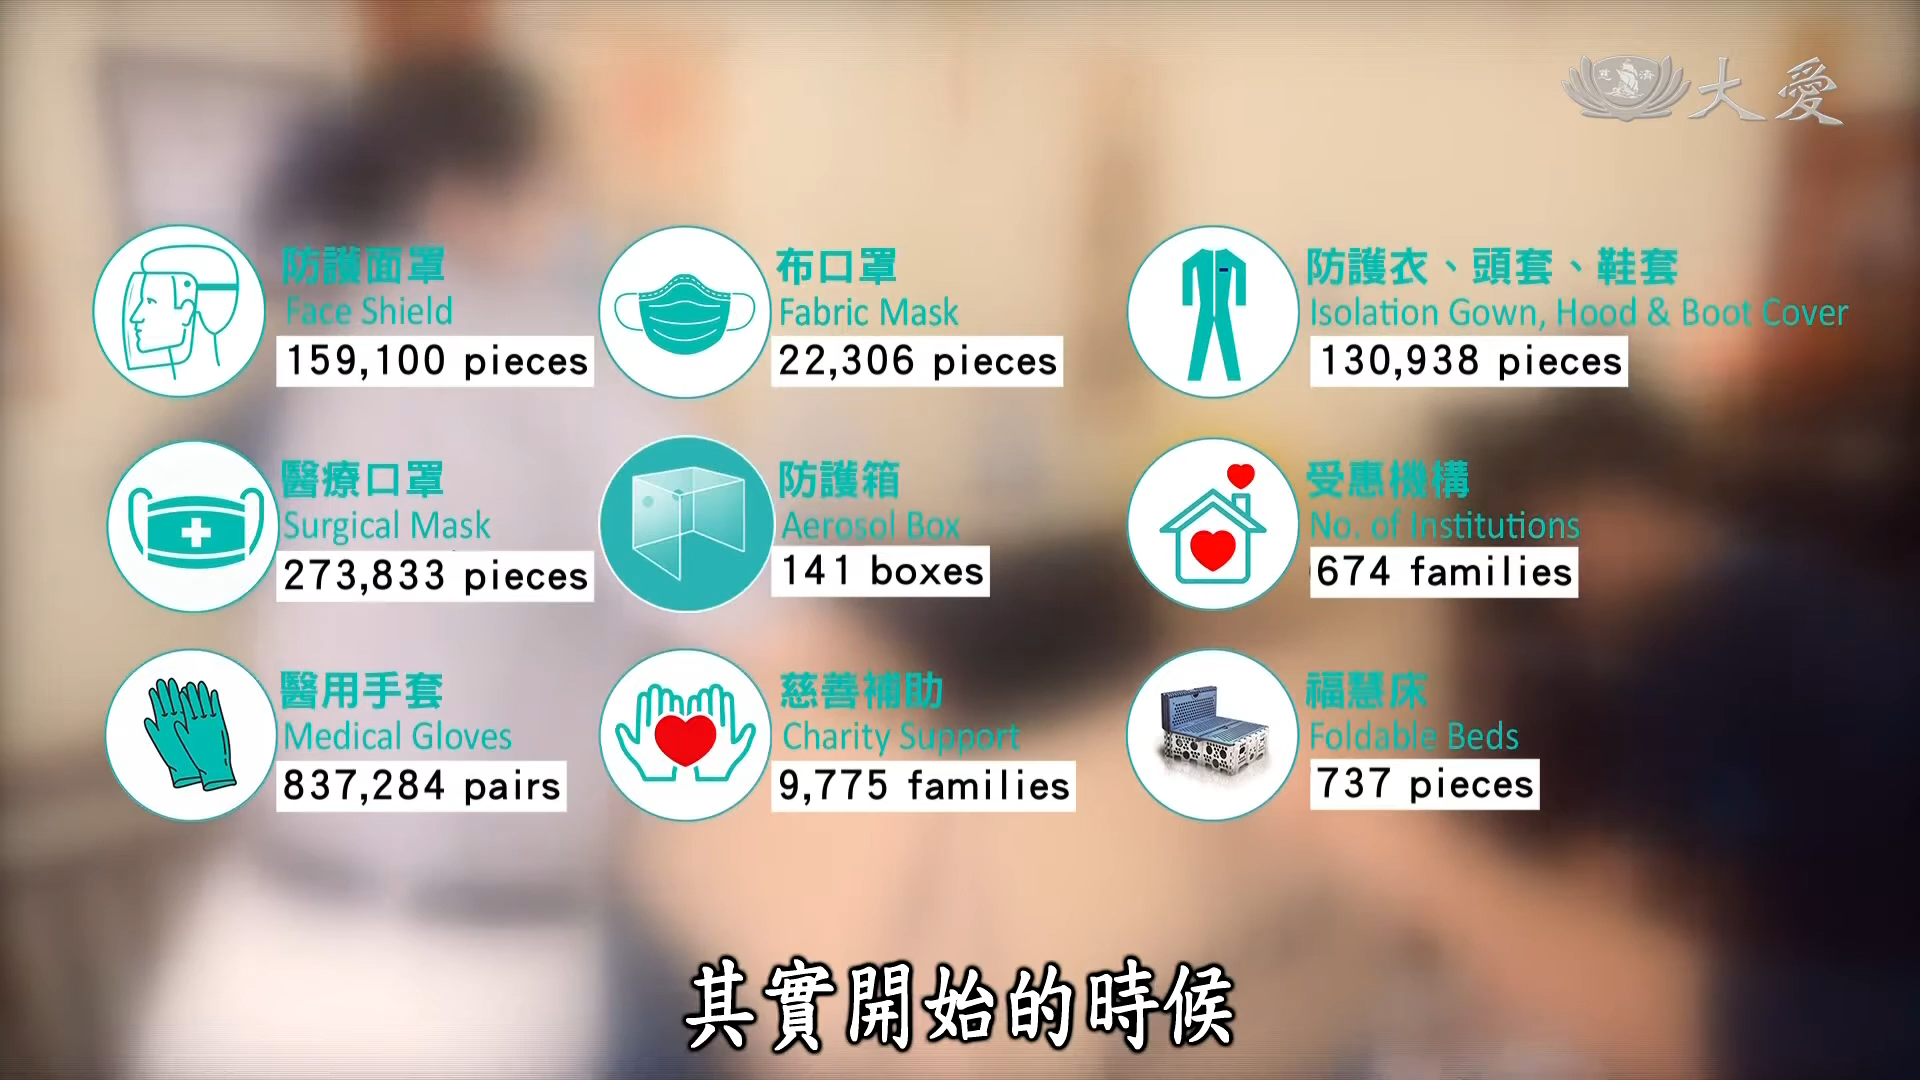 慈濟 大愛
防護面罩
Face Shield
159,100 pieces
布口罩
Fabric Mask
22,306 pieces
防護衣、頭套、鞋套
Isolation Gown, Hood & Boot Cover
130,938 pieces
醫療口罩
Surgical Mask
273,833 pieces
防護箱
Aerosol Box
141 boxes
受惠機構
No. of Institutions
674 families
醫用手套
Medical Gloves
837,284 pairs
慈善補助
Charity Support
9,775 families
福慧床
Foldable Beds
737 pieces
其實開始的時候